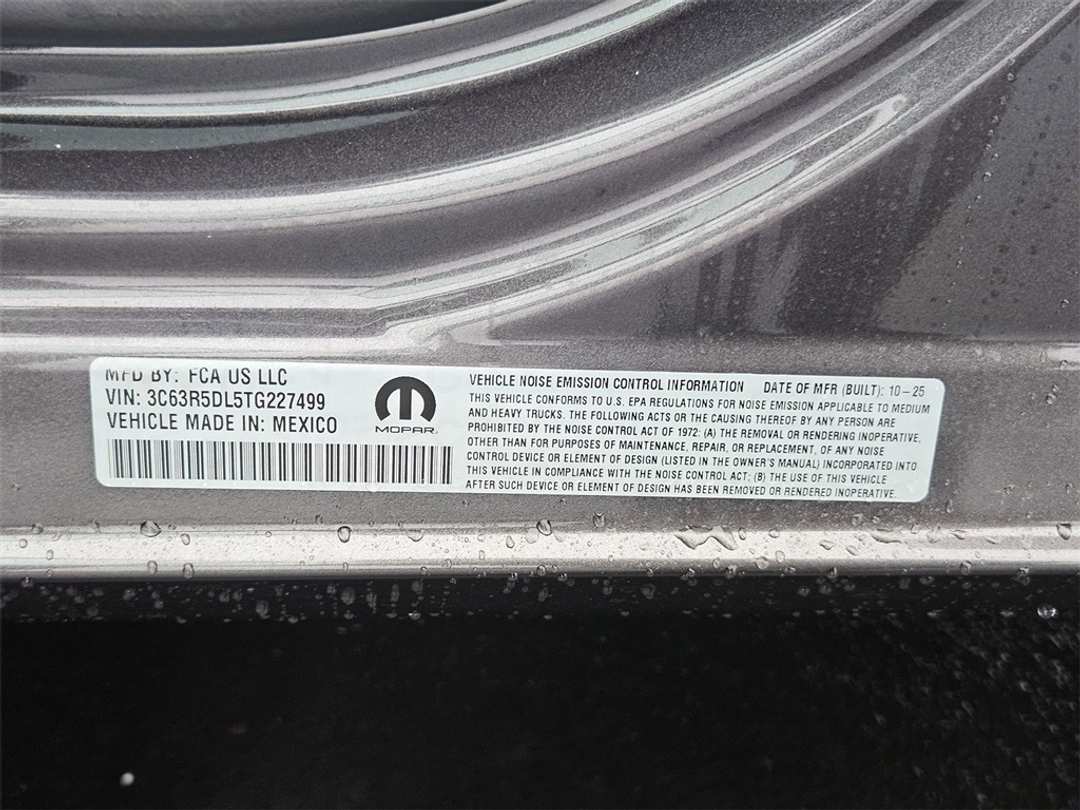 MFD BY: FCA US LLC
VIN: 3C63R5DL5TG227499
VEHICLE MADE IN: MEXICO
MOPAR
VEHICLE NOISE EMISSION CONTROL INFORMATION DATE OF MFR (BUILT): 10-25
THIS VEHICLE CONFORMS TO U.S. EPA REGULATIONS FOR NOISE EMISSION APPLICABLE TO MEDIUM
AND HEAVY TRUCKS. THE FOLLOWING ACTS OR THE CAUSING THEREOF BY ANY PERSON ARE
PROHIBITED BY THE NOISE CONTROL ACT OF 1972: (A) THE REMOVAL OR RENDERING INOPERATIVE,
OTHER THAN FOR PURPOSES OF MAINTENANCE, REPAIR, OR REPLACEMENT, OF ANY NOISE
CONTROL DEVICE OR ELEMENT OF DESIGN (LISTED IN THE OWNER'S MANUAL) INCORPORATED INTO
THIS VEHICLE IN COMPLIANCE WITH THE NOISE CONTROL ACT: (B) THE USE OF THIS VEHICLE
AFTER SUCH DEVICE OR ELEMENT OF DESIGN HAS BEEN REMOVED OR RENDERED INOPERATIVE.